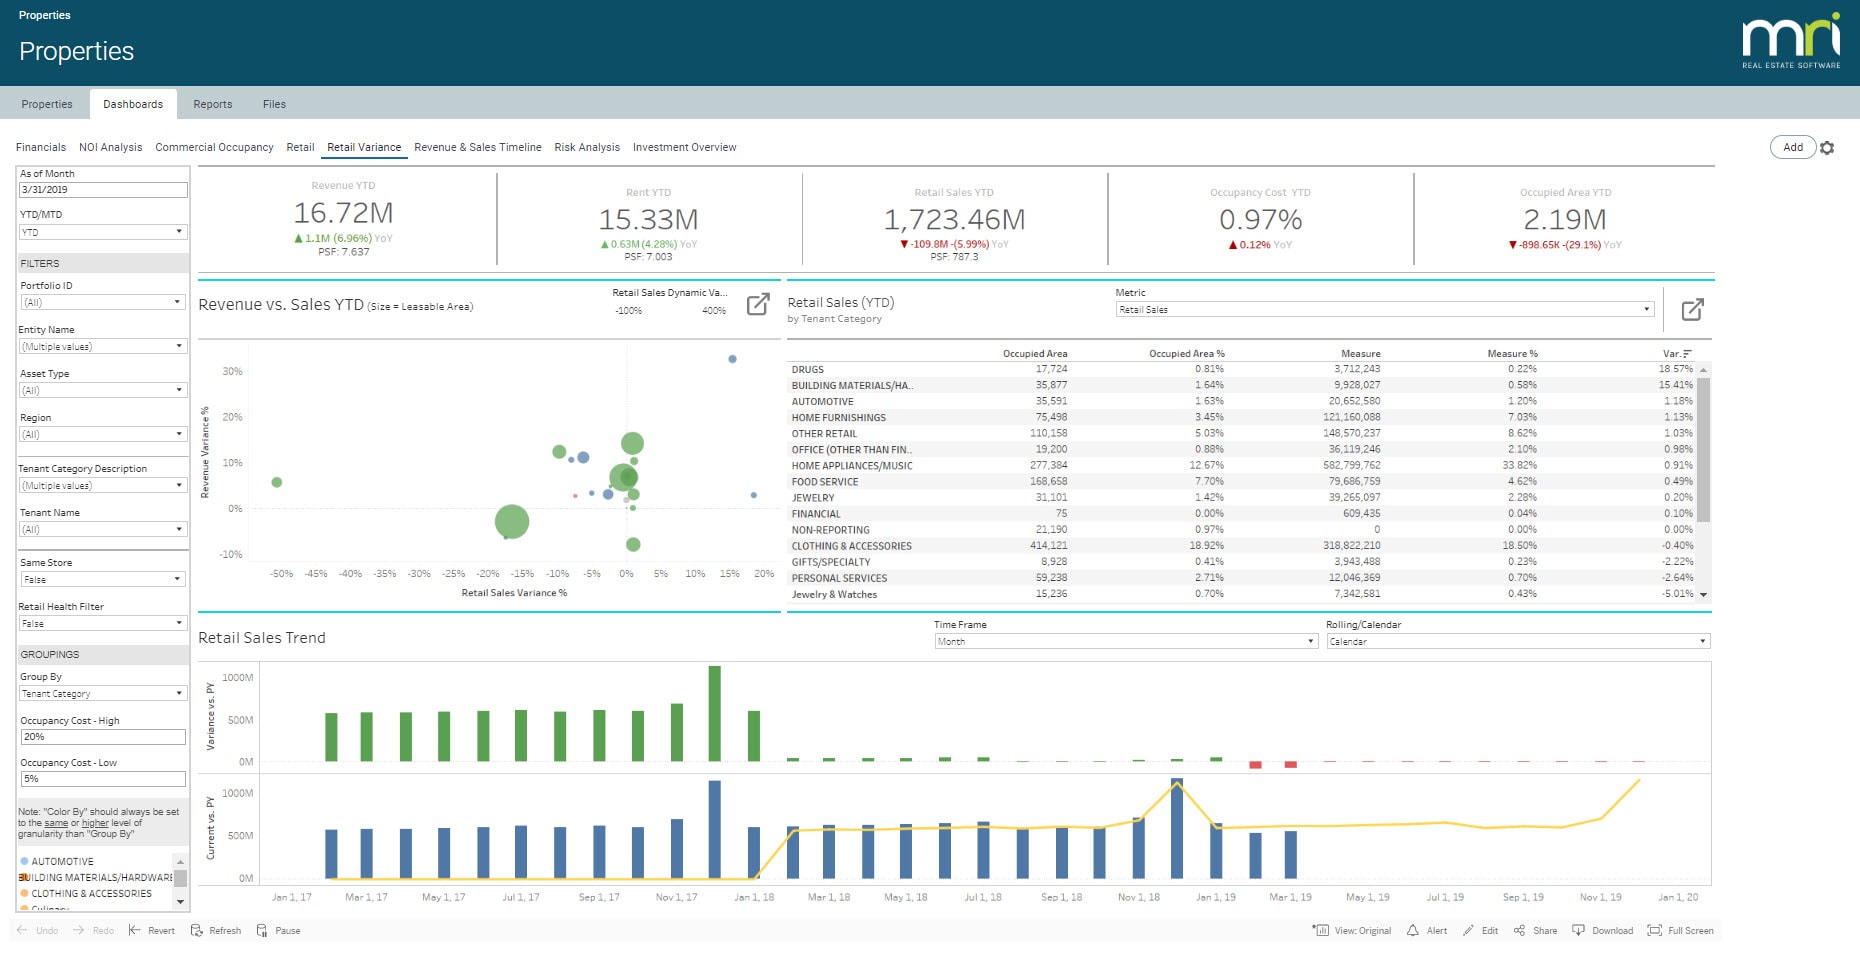 Properties
Properties
mri
REAL ESTATE SOFTWARE
Properties Dashboards Reports Files
Financials NOI Analysis Commercial Occupancy Retail Retail Variance Revenue & Sales Timeline Risk Analysis Investment Overview Add
As of Month
3/31/2019
YTD/MTD
YTD
FILTERS
Portfolio ID
(All)
Entity Name
(Multiple values)
Asset Type
(All)
Region
(All)
Tenant Category Description
(Multiple values)
Tenant Name
(All)
Same Store
False
Retail Health Filter
False
GROUPINGS
Group By
Tenant Category
Occupancy Cost - High
20%
Occupancy Cost - Low
5%
Note: "Color By" should always be set
to the same or higher level of
granularity than "Group By"
AUTOMOTIVE
BUILDING MATERIALS/HARDWARE
CLOTHING & ACCESSORIES
Culinary
Revenue YTD
16.72M
▲ 1.1M (6.96%) YoY
PSF: 7.637
Rent YTD
15.33M
▲ 0.63M (4.28%) YoY
PSF: 7.003
Retail Sales YTD
1,723.46M
▼ -109.8M -(5.99%) YoY
PSF: 787.3
Occupancy Cost YTD
0.97%
▲ 0.12% YoY
Occupied Area YTD
2.19M
▼ -898.65K -(29.1%) YoY
Revenue vs. Sales YTD (Size = Leasable Area)
Retail Sales Dynamic Va...
-100% 400%
Revenue Variance %
30%
20%
10%
0%
-10%
-50% -45% -40% -35% -30% -25% -20% -15% -10% -5% 0% 5% 10% 15% 20%
Retail Sales Variance %
Retail Sales (YTD)
by Tenant Category
Metric
Retail Sales
Occupied Area Occupied Area % Measure Measure % Var.
DRUGS 17,724 0.81% 3,712,243 0.22% 18.57%
BUILDING MATERIALS/HA.. 35,877 1.64% 9,928,027 0.58% 15.41%
AUTOMOTIVE 35,591 1.63% 20,652,580 1.20% 1.18%
HOME FURNISHINGS 75,498 3.45% 121,160,088 7.03% 1.13%
OTHER RETAIL 110,158 5.03% 148,570,237 8.62% 1.03%
OFFICE (OTHER THAN FIN.. 19,200 0.88% 36,119,246 2.10% 0.98%
HOME APPLIANCES/MUSIC 277,384 12.67% 582,799,762 33.82% 0.91%
FOOD SERVICE 168,658 7.70% 79,686,759 4.62% 0.49%
JEWELRY 31,101 1.42% 39,265,097 2.28% 0.20%
FINANCIAL 75 0.00% 609,435 0.04% 0.10%
NON-REPORTING 21,190 0.97% 0 0.00% 0.00%
CLOTHING & ACCESSORIES 414,121 18.92% 318,822,210 18.50% -0.40%
GIFTS/SPECIALTY 8,928 0.41% 3,943,488 0.23% -2.22%
PERSONAL SERVICES 59,238 2.71% 12,046,369 0.70% -2.64%
Jewelry & Watches 15,236 0.70% 7,342,581 0.43% -5.01%
Retail Sales Trend
Time Frame
Month
Rolling/Calendar
Calendar
Variance vs. PY
1000M
500M
0M
Current vs. PY
1000M
500M
0M
Jan 1, 17 Mar 1, 17 May 1, 17 Jul 1, 17 Sep 1, 17 Nov 1, 17 Jan 1, 18 Mar 1, 18 May 1, 18 Jul 1, 18 Sep 1, 18 Nov 1, 18 Jan 1, 19 Mar 1, 19 May 1, 19 Jul 1, 19 Sep 1, 19 Nov 1, 19 Jan 1, 20
Undo Redo Revert Refresh Pause View: Original Alert Edit Share Download Full Screen